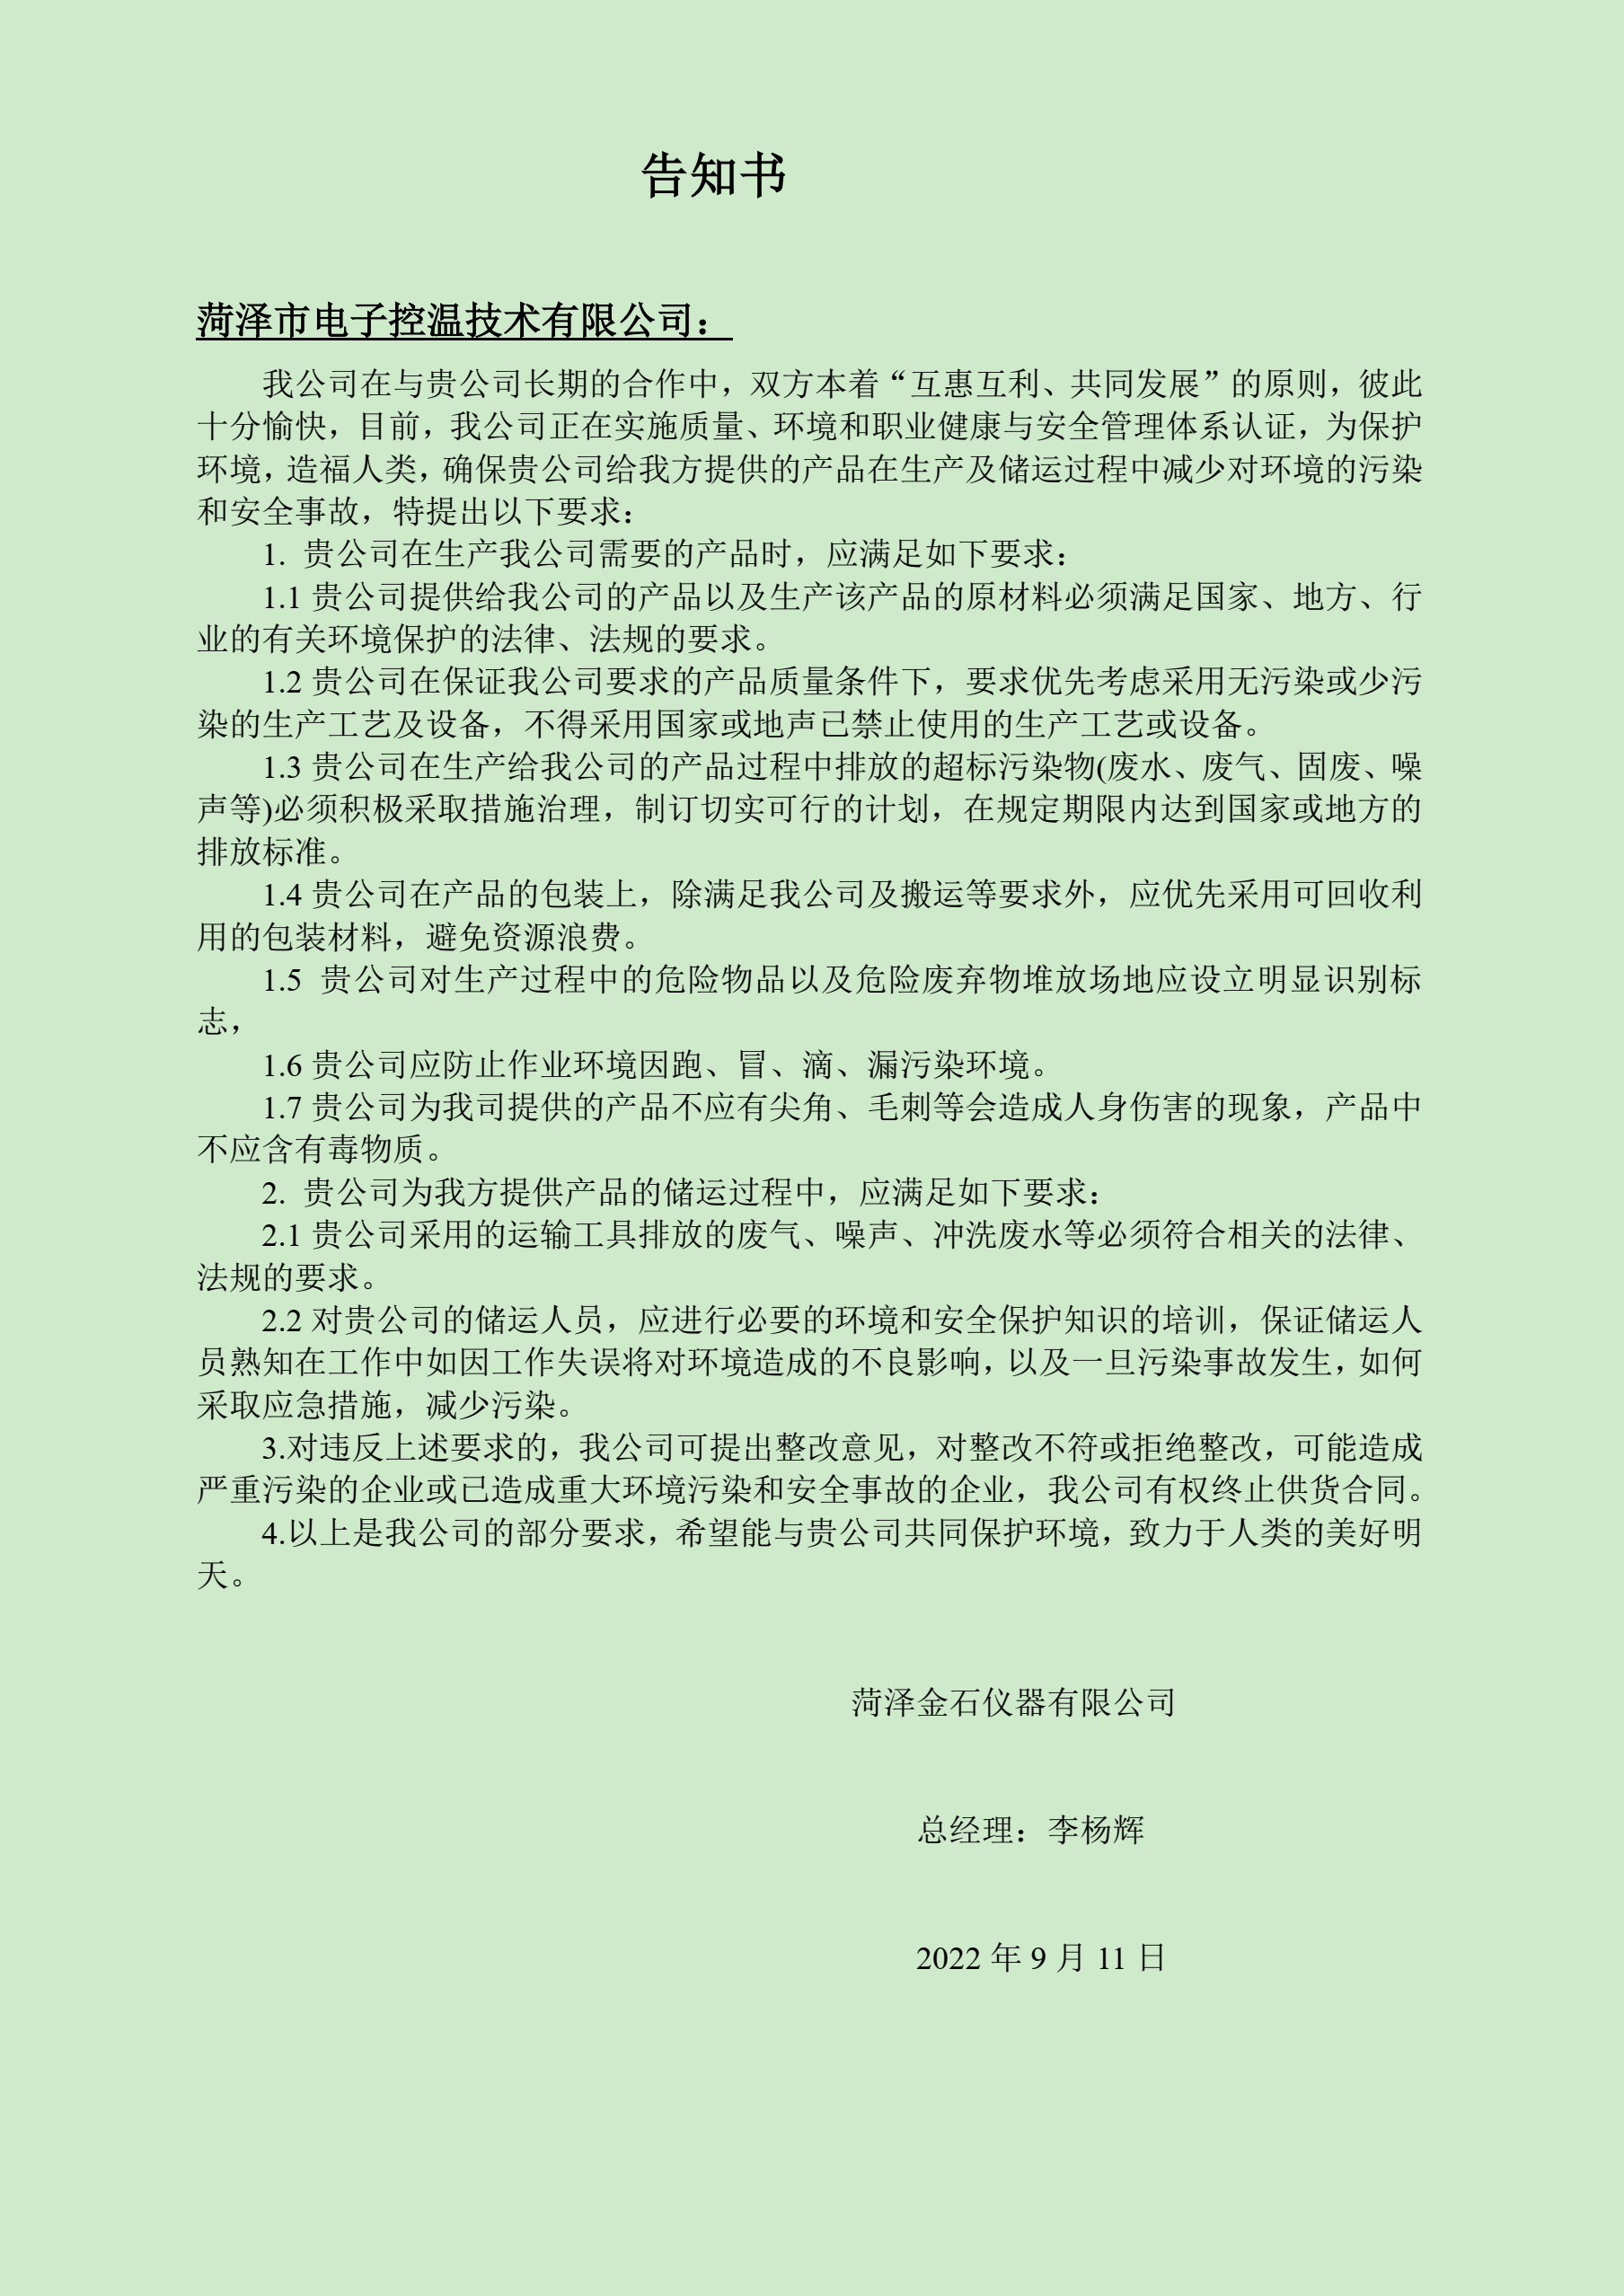 告知书
菏泽市电子控温技术有限公司：
我公司在与贵公司长期的合作中，双方本着“互惠互利、共同发展”的原则，彼此
十分愉快，目前，我公司正在实施质量、环境和职业健康与安全管理体系认证，为保护
环境，造福人类，确保贵公司给我方提供的产品在生产及储运过程中减少对环境的污染
和安全事故，特提出以下要求：
1. 贵公司在生产我公司需要的产品时，应满足如下要求：
1.1 贵公司提供给我公司的产品以及生产该产品的原材料必须满足国家、地方、行
业的有关环境保护的法律、法规的要求。
1.2 贵公司在保证我公司要求的产品质量条件下，要求优先考虑采用无污染或少污
染的生产工艺及设备，不得采用国家或地声已禁止使用的生产工艺或设备。
1.3 贵公司在生产给我公司的产品过程中排放的超标污染物(废水、废气、固废、噪
声等)必须积极采取措施治理，制订切实可行的计划，在规定期限内达到国家或地方的
排放标准。
1.4 贵公司在产品的包装上，除满足我公司及搬运等要求外，应优先采用可回收利
用的包装材料，避免资源浪费。
1.5 贵公司对生产过程中的危险物品以及危险废弃物堆放场地应设立明显识别标
志，
1.6 贵公司应防止作业环境因跑、冒、滴、漏污染环境。
1.7 贵公司为我司提供的产品不应有尖角、毛刺等会造成人身伤害的现象，产品中
不应含有毒物质。
2. 贵公司为我方提供产品的储运过程中，应满足如下要求：
2.1 贵公司采用的运输工具排放的废气、噪声、冲洗废水等必须符合相关的法律、
法规的要求。
2.2 对贵公司的储运人员，应进行必要的环境和安全保护知识的培训，保证储运人
员熟知在工作中如因工作失误将对环境造成的不良影响，以及一旦污染事故发生，如何
采取应急措施，减少污染。
3.对违反上述要求的，我公司可提出整改意见，对整改不符或拒绝整改，可能造成
严重污染的企业或已造成重大环境污染和安全事故的企业，我公司有权终止供货合同。
4.以上是我公司的部分要求，希望能与贵公司共同保护环境，致力于人类的美好明
天。
菏泽金石仪器有限公司
总经理：李杨辉
2022 年 9 月 11 日